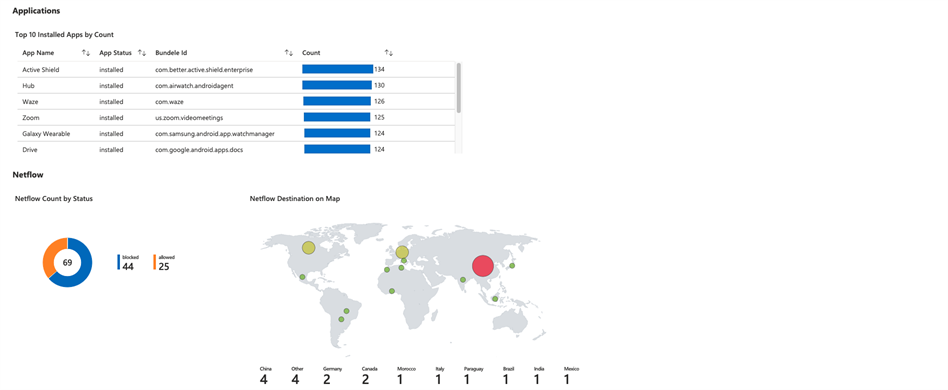 Applications
Top 10 Installed Apps by Count
App Name App Status Bundele Id Count
Active Shield installed com.better.active.shield.enterprise 134
Hub installed com.airwatch.androidagent 130
Waze installed com.waze 126
Zoom installed us.zoom.videomeetings 125
Galaxy Wearable installed com.samsung.android.app.watchmanager 124
Drive installed com.google.android.apps.docs 124
Netflow
Netflow Count by Status Netflow Destination on Map
69
blocked allowed
44 25
China Other Germany Canada Morocco Italy Paraguay Brazil India Mexico
4 4 2 2 1 1 1 1 1 1